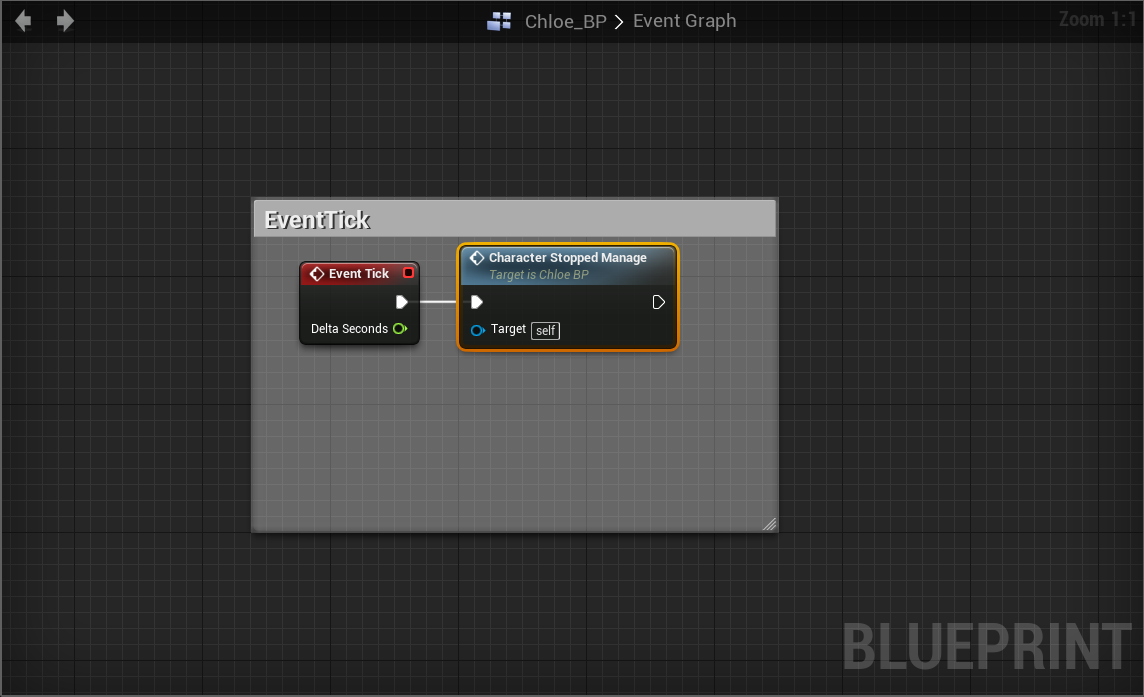 Chloe_BP > Event Graph
Zoom 1:1
EventTick
Event Tick
Delta Seconds
Character Stopped Manage
Target is Chloe BP
Target self
BLUEPRINT